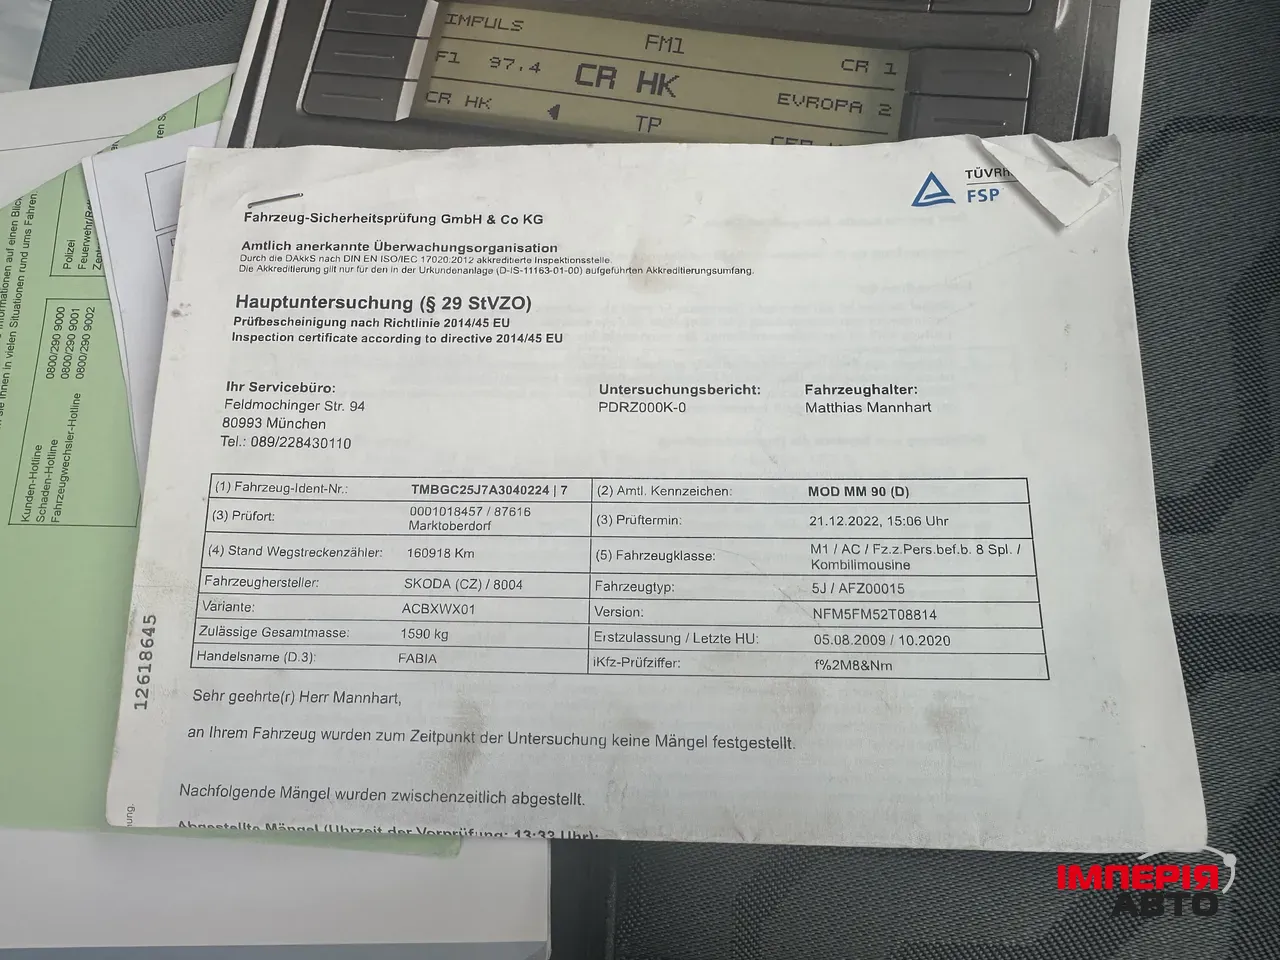 IMPULS
FM1
CR 1
F1 97.4
CR HK
EVROPA 2
CR HK
TP
Polizei
Kunden-Hotline 0800/290 9000
Schaden-Hotline 0800/290 9001
Fahrzeugwechsler-Hotline 0800/290 9002
TÜVRh
FSP
Fahrzeug-Sicherheitsprüfung GmbH & Co KG
Amtlich anerkannte Überwachungsorganisation
Durch die DAkkS nach DIN EN ISO/IEC 17020:2012 akkreditierte Inspektionsstelle.
Die Akkreditierung gilt nur für den in der Urkundenanlage (D-IS-11163-01-00) aufgeführten Akkreditierungsumfang.
Hauptuntersuchung (§ 29 StVZO)
Prüfbescheinigung nach Richtlinie 2014/45 EU
Inspection certificate according to directive 2014/45 EU
Ihr Servicebüro:
Feldmochinger Str. 94
80993 München
Tel.: 089/228430110
Untersuchungsbericht:
PDRZ000K-0
Fahrzeughalter:
Matthias Mannhart
(1) Fahrzeug-Ident-Nr.: TMBGC25J7A3040224 | 7 (2) Amtl. Kennzeichen: MOD MM 90 (D)
(3) Prüfort: 0001018457 / 87616 Marktoberdorf (3) Prüftermin: 21.12.2022, 15:06 Uhr
(4) Stand Wegstreckenzähler: 160918 Km (5) Fahrzeugklasse: M1 / AC / Fz.z.Pers.bef.b. 8 Spl. / Kombilimousine
Fahrzeughersteller: SKODA (CZ) / 8004 Fahrzeugtyp: 5J / AFZ00015
Variante: ACBXWX01 Version: NFM5FM52T08814
Zulässige Gesamtmasse: 1590 kg Erstzulassung / Letzte HU: 05.08.2009 / 10.2020
Handelsname (D.3): FABIA iKfz-Prüfziffer: f%2M8&Nm
Sehr geehrte(r) Herr Mannhart,
an Ihrem Fahrzeug wurden zum Zeitpunkt der Untersuchung keine Mängel festgestellt.
Nachfolgende Mängel wurden zwischenzeitlich abgestellt.
Abgestellte Mängel (Uhrzeit der Vorprüfung: 13:33 Uhr):
12618645
ung.
ІМПЕРІЯ
АВТО